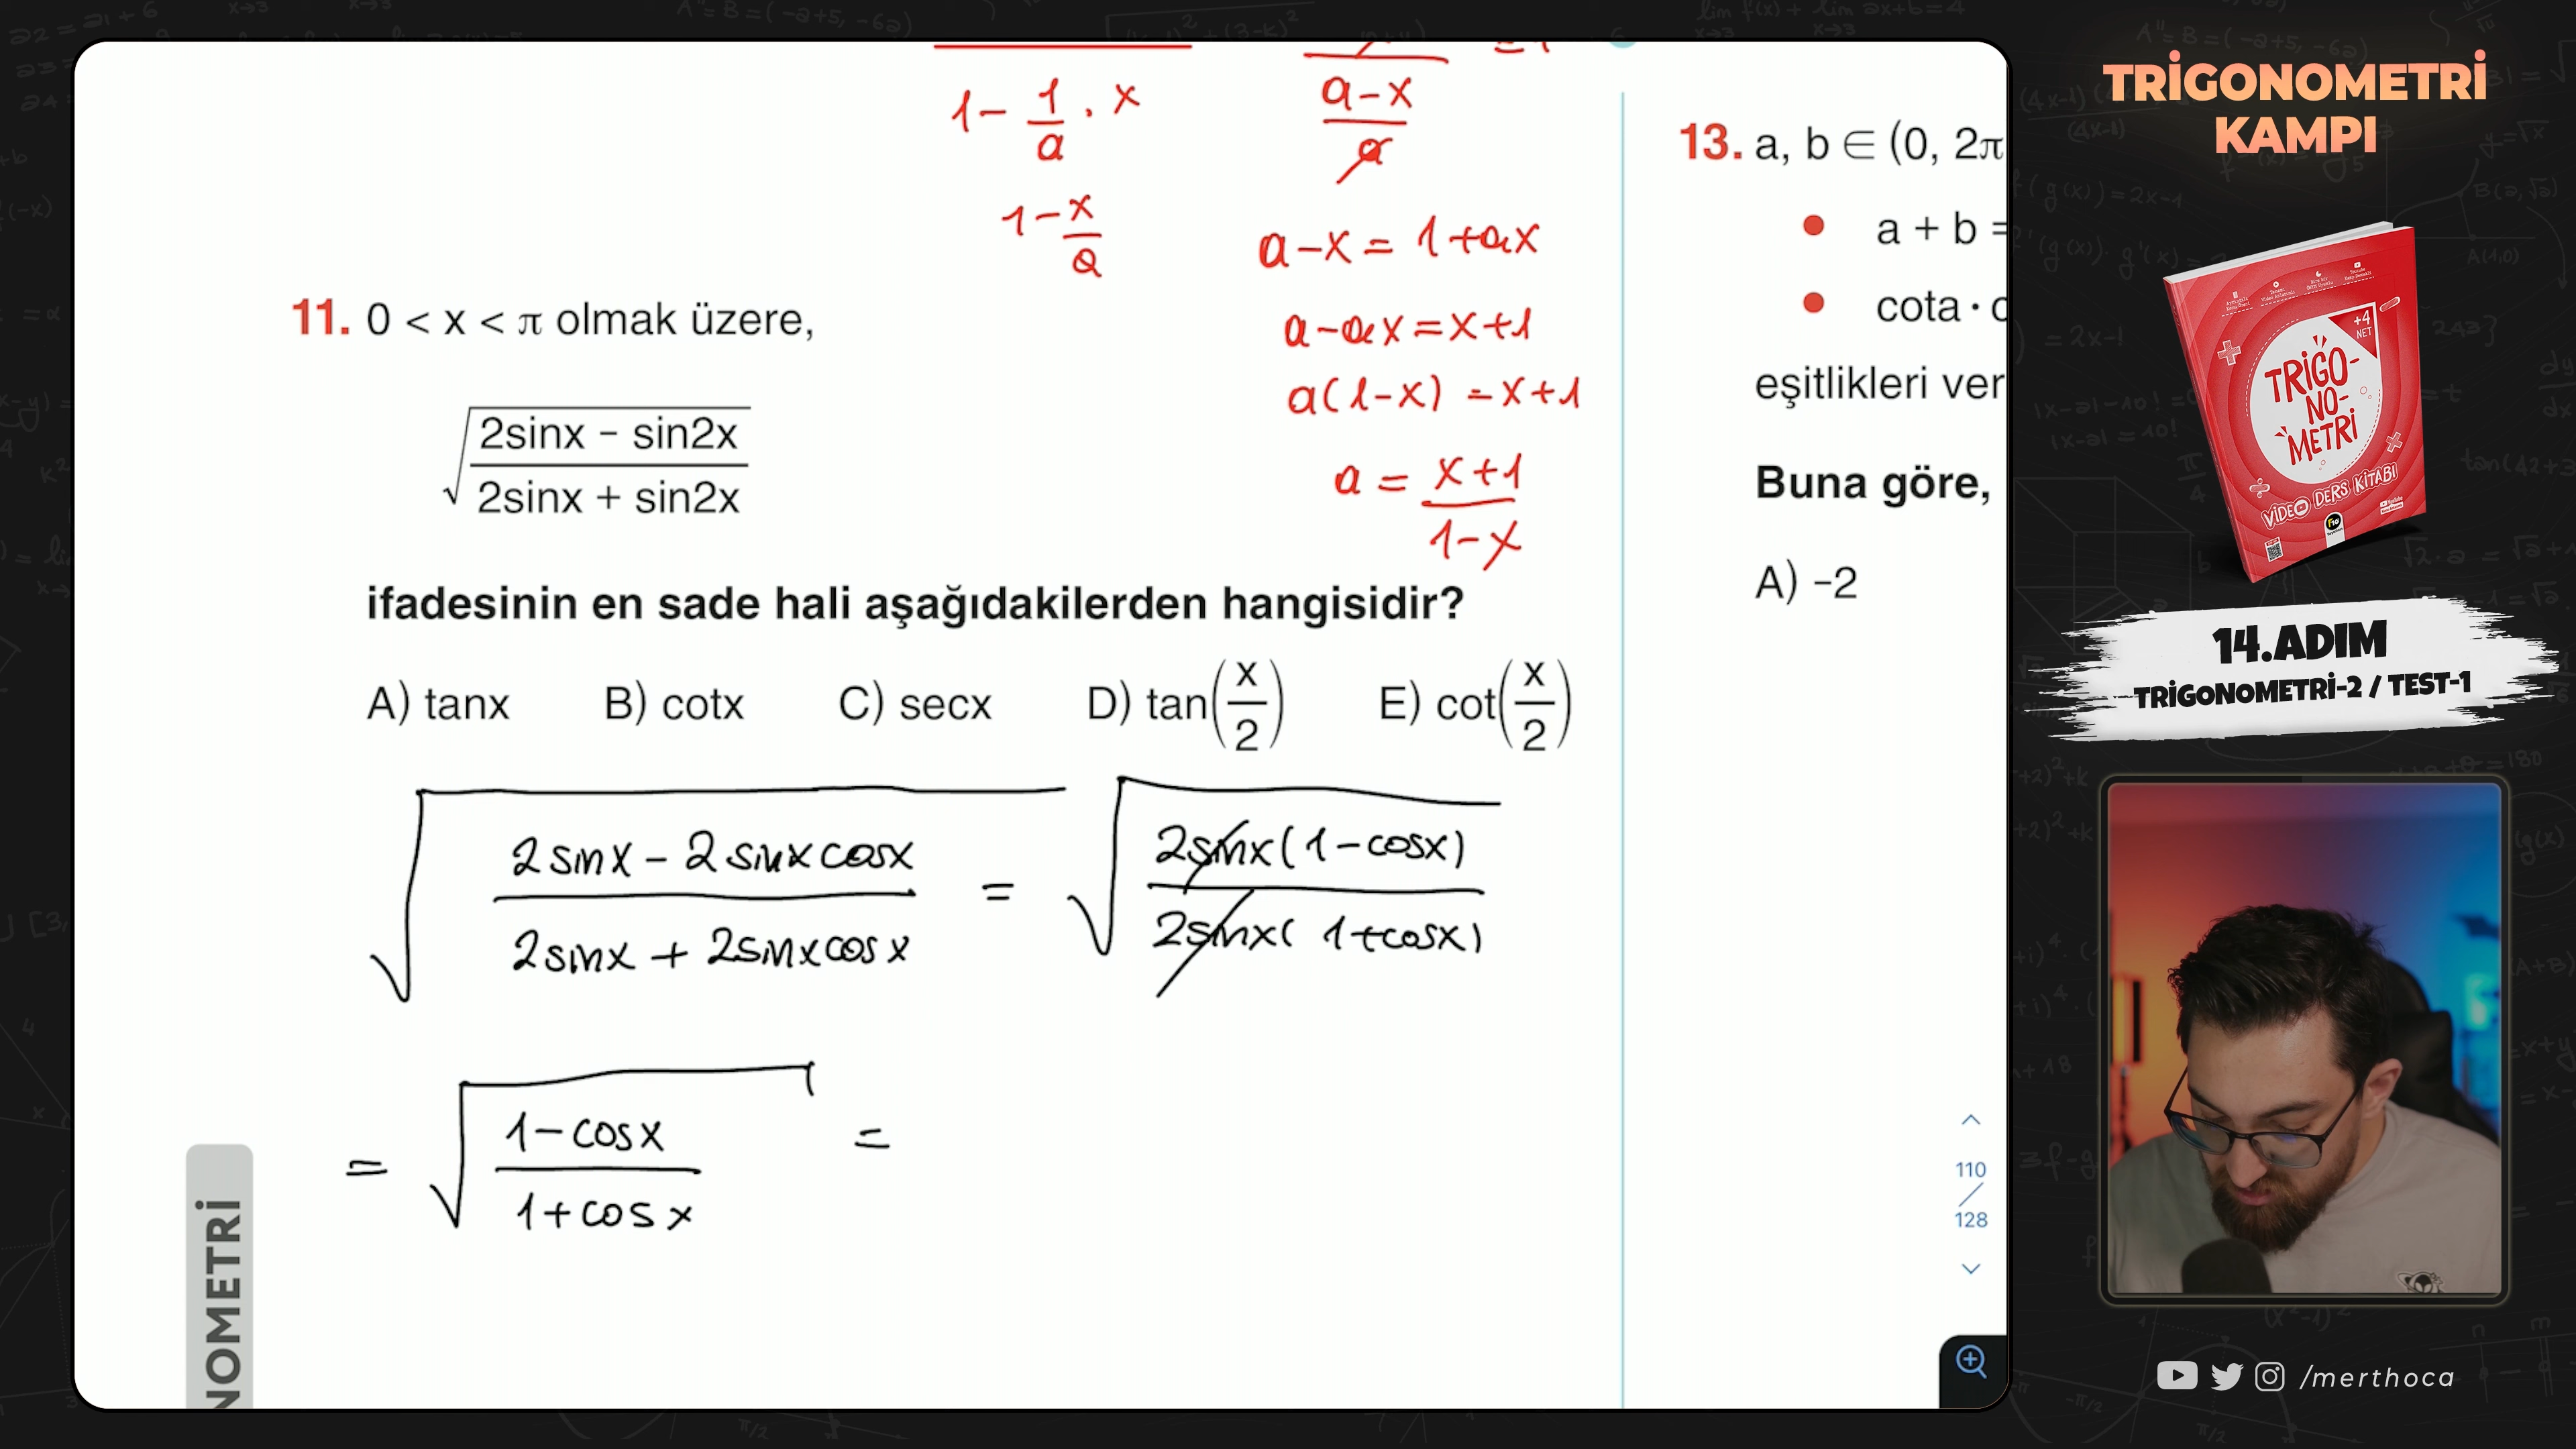 1 - 1/a . x
a-x
a
1 - x/a
a-x = 1+ax
a-ax = x+1
a(1-x) = x+1
a = x+1
1-x
11. 0 < x < π olmak üzere,
√ 2sinx - sin2x
2sinx + sin2x
ifadesinin en sade hali aşağıdakilerden hangisidir?
A) tanx B) cotx C) secx D) tan(x/2) E) cot(x/2)
√ 2sinx - 2sinxcosx = √ 2sinx(1-cosx)
2sinx + 2sinxcosx 2sinx(1+cosx)
= √ 1-cosx =
1+cosx
NOMETRİ
13. a, b ∈ (0, 2π
• a + b =
• cota · c
eşitlikleri ver
Buna göre,
A) -2
110
128
TRİGONOMETRİ
KAMPI
+4
NET
TRİGO-
NO-
METRİ
VİDEO DERS KİTABI
14.ADIM
TRİGONOMETRİ-2 / TEST-1
/merthoca